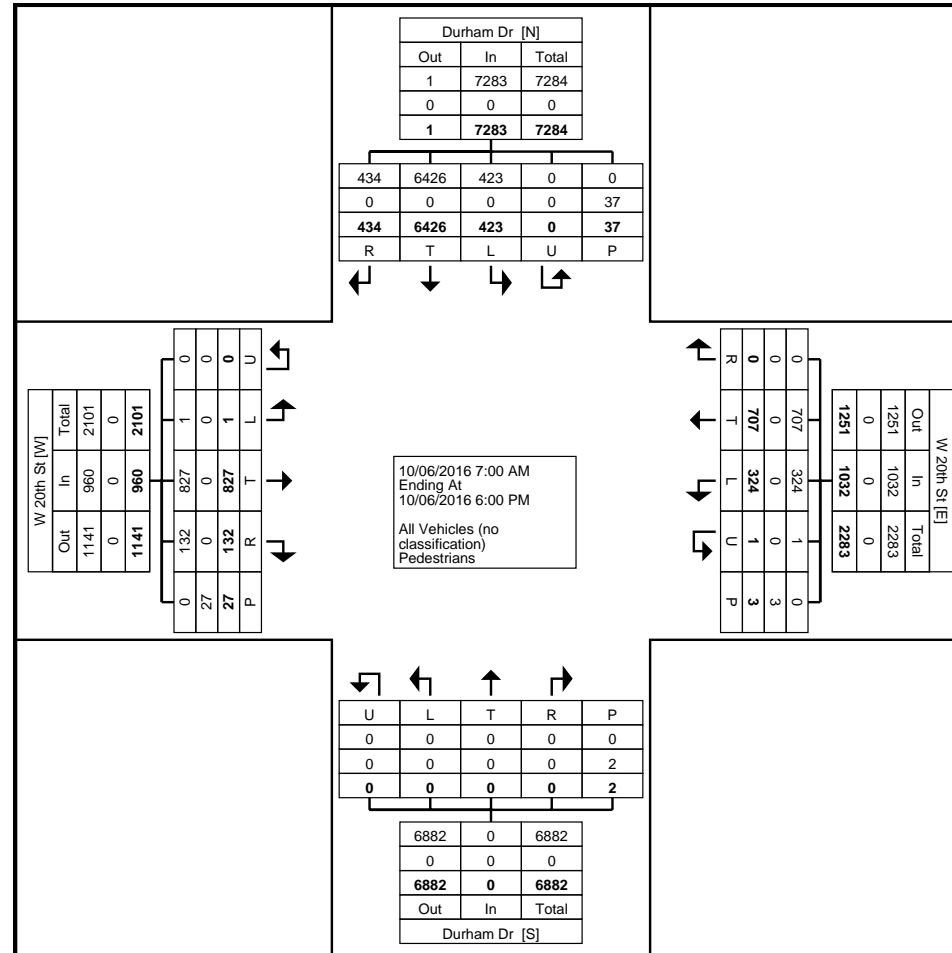 Durham Dr [N]
Out In Total
1 7283 7284
0 0 0
1 7283 7284
434 6426 423 0 0
0 0 0 0 37
434 6426 423 0 37
R T L U P
W 20th St [W]
Total In Out
2101 960 1141
0 0 0
2101 960 1141
0 1 827 132 0
0 0 0 0 27
0 1 827 132 27
U L T R P
10/06/2016 7:00 AM
Ending At
10/06/2016 6:00 PM
All Vehicles (no
classification)
Pedestrians
W 20th St [E]
Out In Total
1251 1032 2283
0 0 0
1251 1032 2283
0 707 324 1 0
0 0 0 0 3
0 707 324 1 3
R T L U P
U L T R P
0 0 0 0 0
0 0 0 0 2
0 0 0 0 2
6882 0 6882
0 0 0
6882 0 6882
Out In Total
Durham Dr [S]